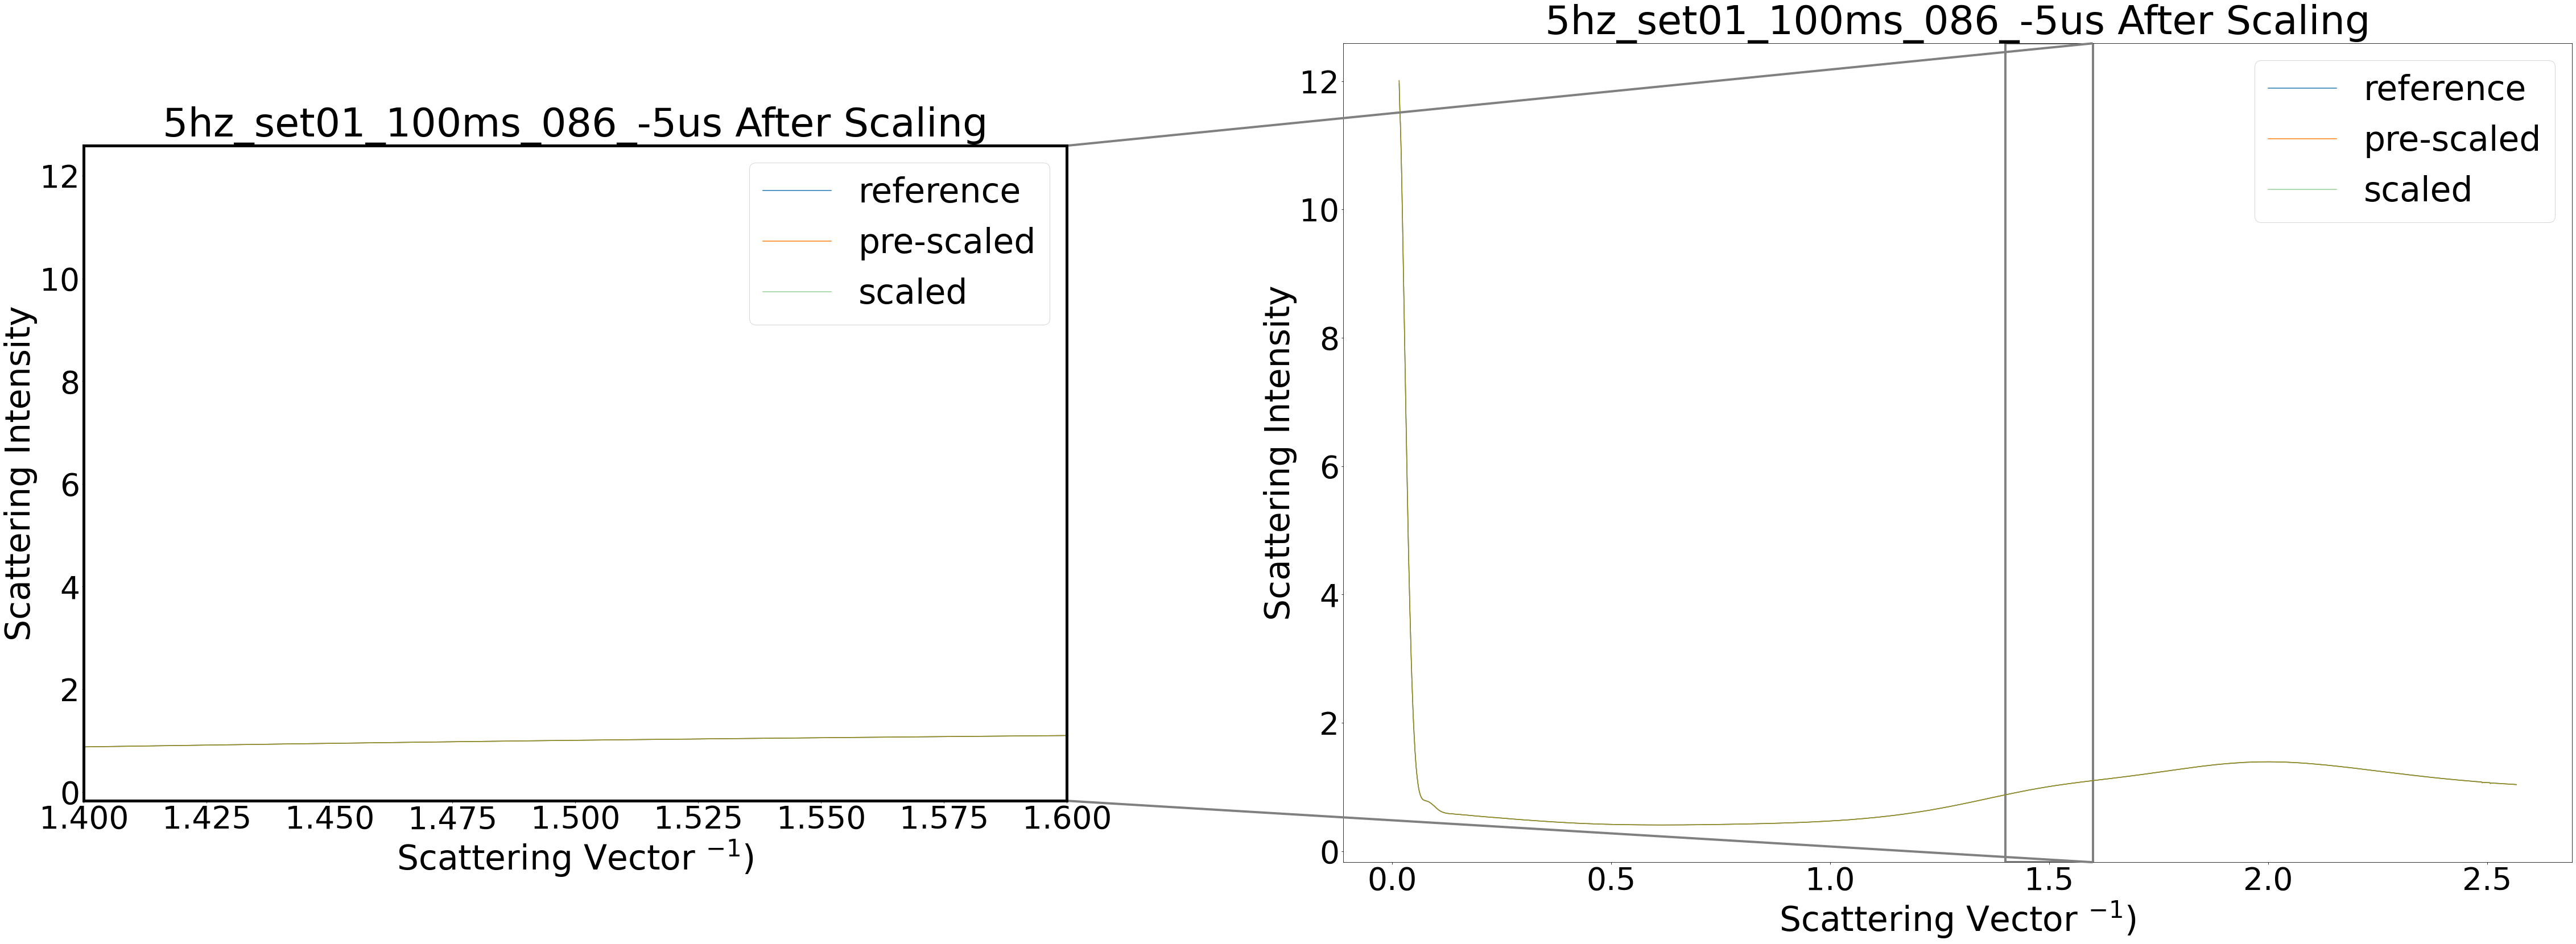 5hz_set01_100ms_086_-5us After Scaling
12
10
8
6
4
2
0
Scattering Intensity
reference
pre-scaled
scaled
1.400 1.425 1.450 1.475 1.500 1.525 1.550 1.575 1.600
Scattering Vector ⁻¹)
5hz_set01_100ms_086_-5us After Scaling
12
10
8
6
4
2
0
Scattering Intensity
reference
pre-scaled
scaled
0.0 0.5 1.0 1.5 2.0 2.5
Scattering Vector ⁻¹)